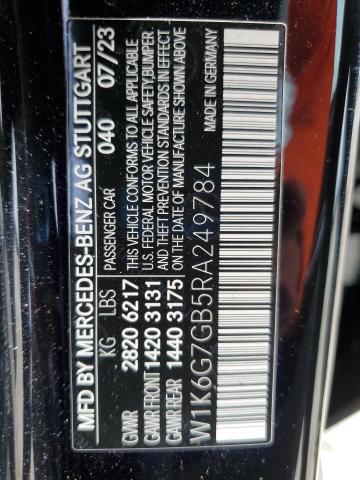 MFD BY MERCEDES-BENZ AG STUTTGART
PASSENGER CAR 040 07/23
KG LBS
GVWR 2820 6217
GAWR FRONT 1420 3131
GAWR REAR 1440 3175
THIS VEHICLE CONFORMS TO ALL APPLICABLE
U.S. FEDERAL MOTOR VEHICLE SAFETY,BUMPER,
AND THEFT PREVENTION STANDARDS IN EFFECT
ON THE DATE OF MANUFACTURE SHOWN ABOVE
W1K6G7GB5RA249784
MADE IN GERMANY